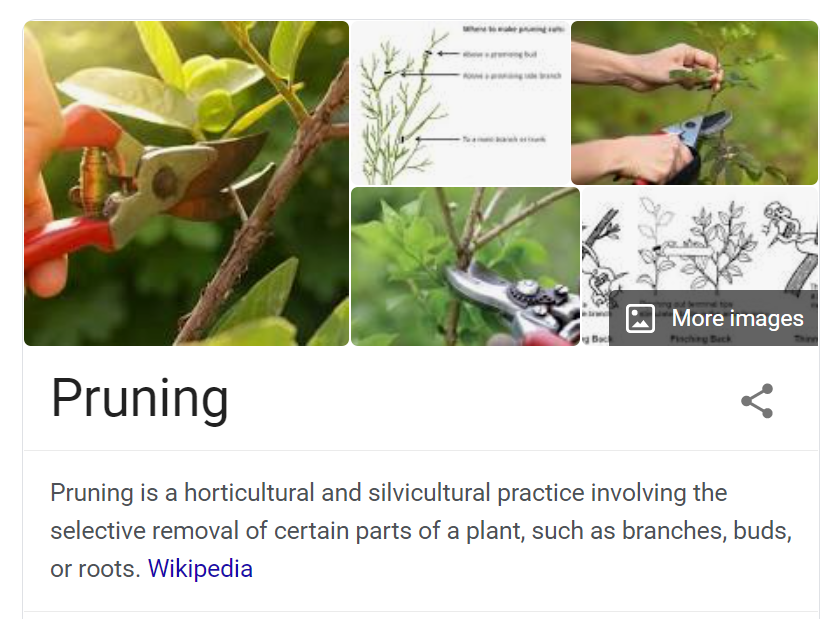 Where to make pruning cuts:
Above a promising bud
Above a promising side branch
To a main branch or trunk
More images
Pinching Back
Pruning
Pruning is a horticultural and silvicultural practice involving the
selective removal of certain parts of a plant, such as branches, buds,
or roots. Wikipedia